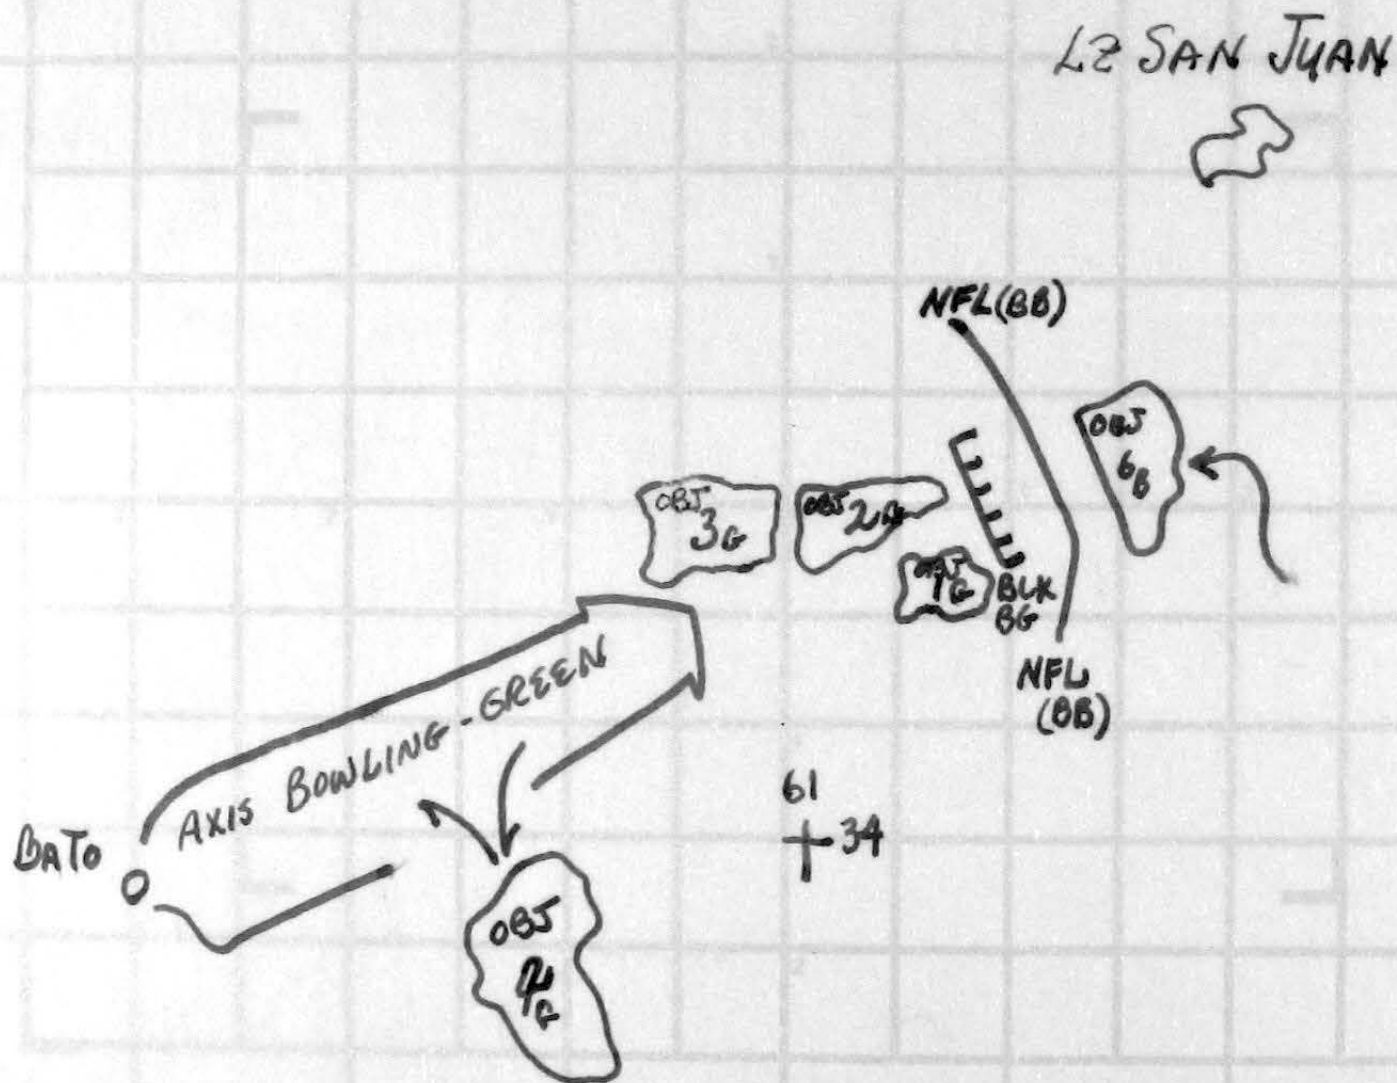 LZ SAN JUAN
NFL(BB)
OBJ
6B
OBJ
3G
OBJ 2G
OBJ
1G
BLK
BG
NFL
(BB)
AXIS BOWLING-GREEN
61
34
BATO
OBJ
G